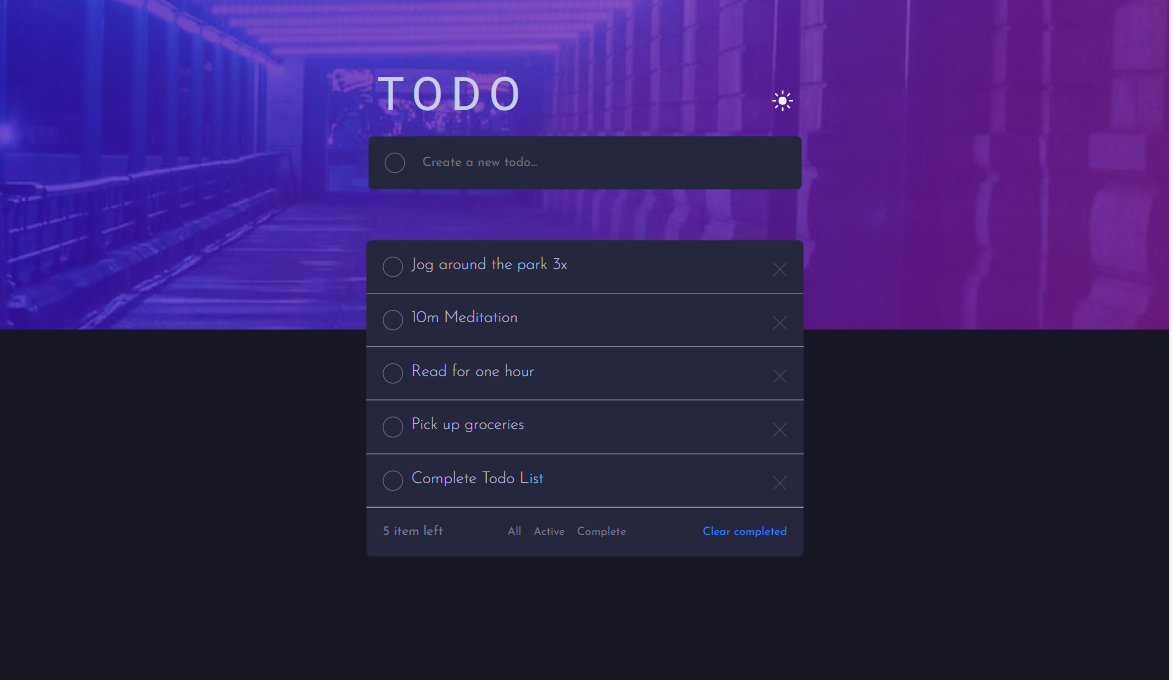 TODO
Create a new todo...
Jog around the park 3x
10m Meditation
Read for one hour
Pick up groceries
Complete Todo List
5 item left All Active Complete Clear completed